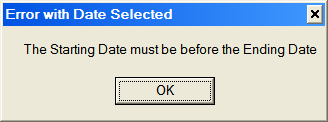 Error with Date Selected
The Starting Date must be before the Ending Date
OK